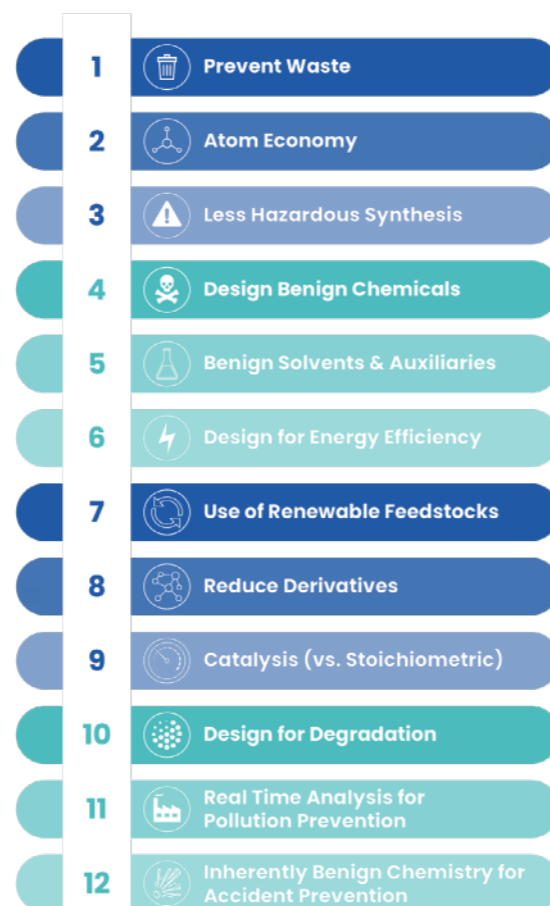 1 Prevent Waste
2 Atom Economy
3 Less Hazardous Synthesis
4 Design Benign Chemicals
5 Benign Solvents & Auxiliaries
6 Design for Energy Efficiency
7 Use of Renewable Feedstocks
8 Reduce Derivatives
9 Catalysis (vs. Stoichiometric)
10 Design for Degradation
11 Real Time Analysis for
Pollution Prevention
12 Inherently Benign Chemistry for
Accident Prevention